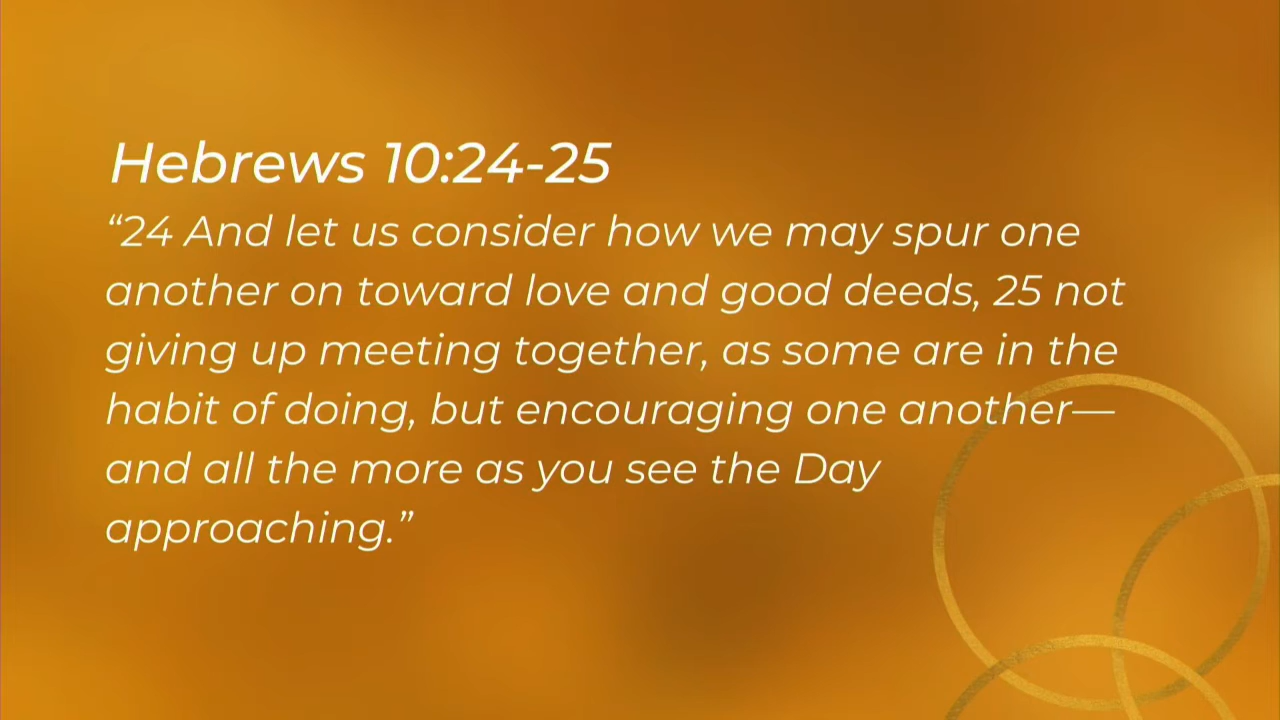 Hebrews 10:24-25
“24 And let us consider how we may spur one
another on toward love and good deeds, 25 not
giving up meeting together, as some are in the
habit of doing, but encouraging one another—
and all the more as you see the Day
approaching.”